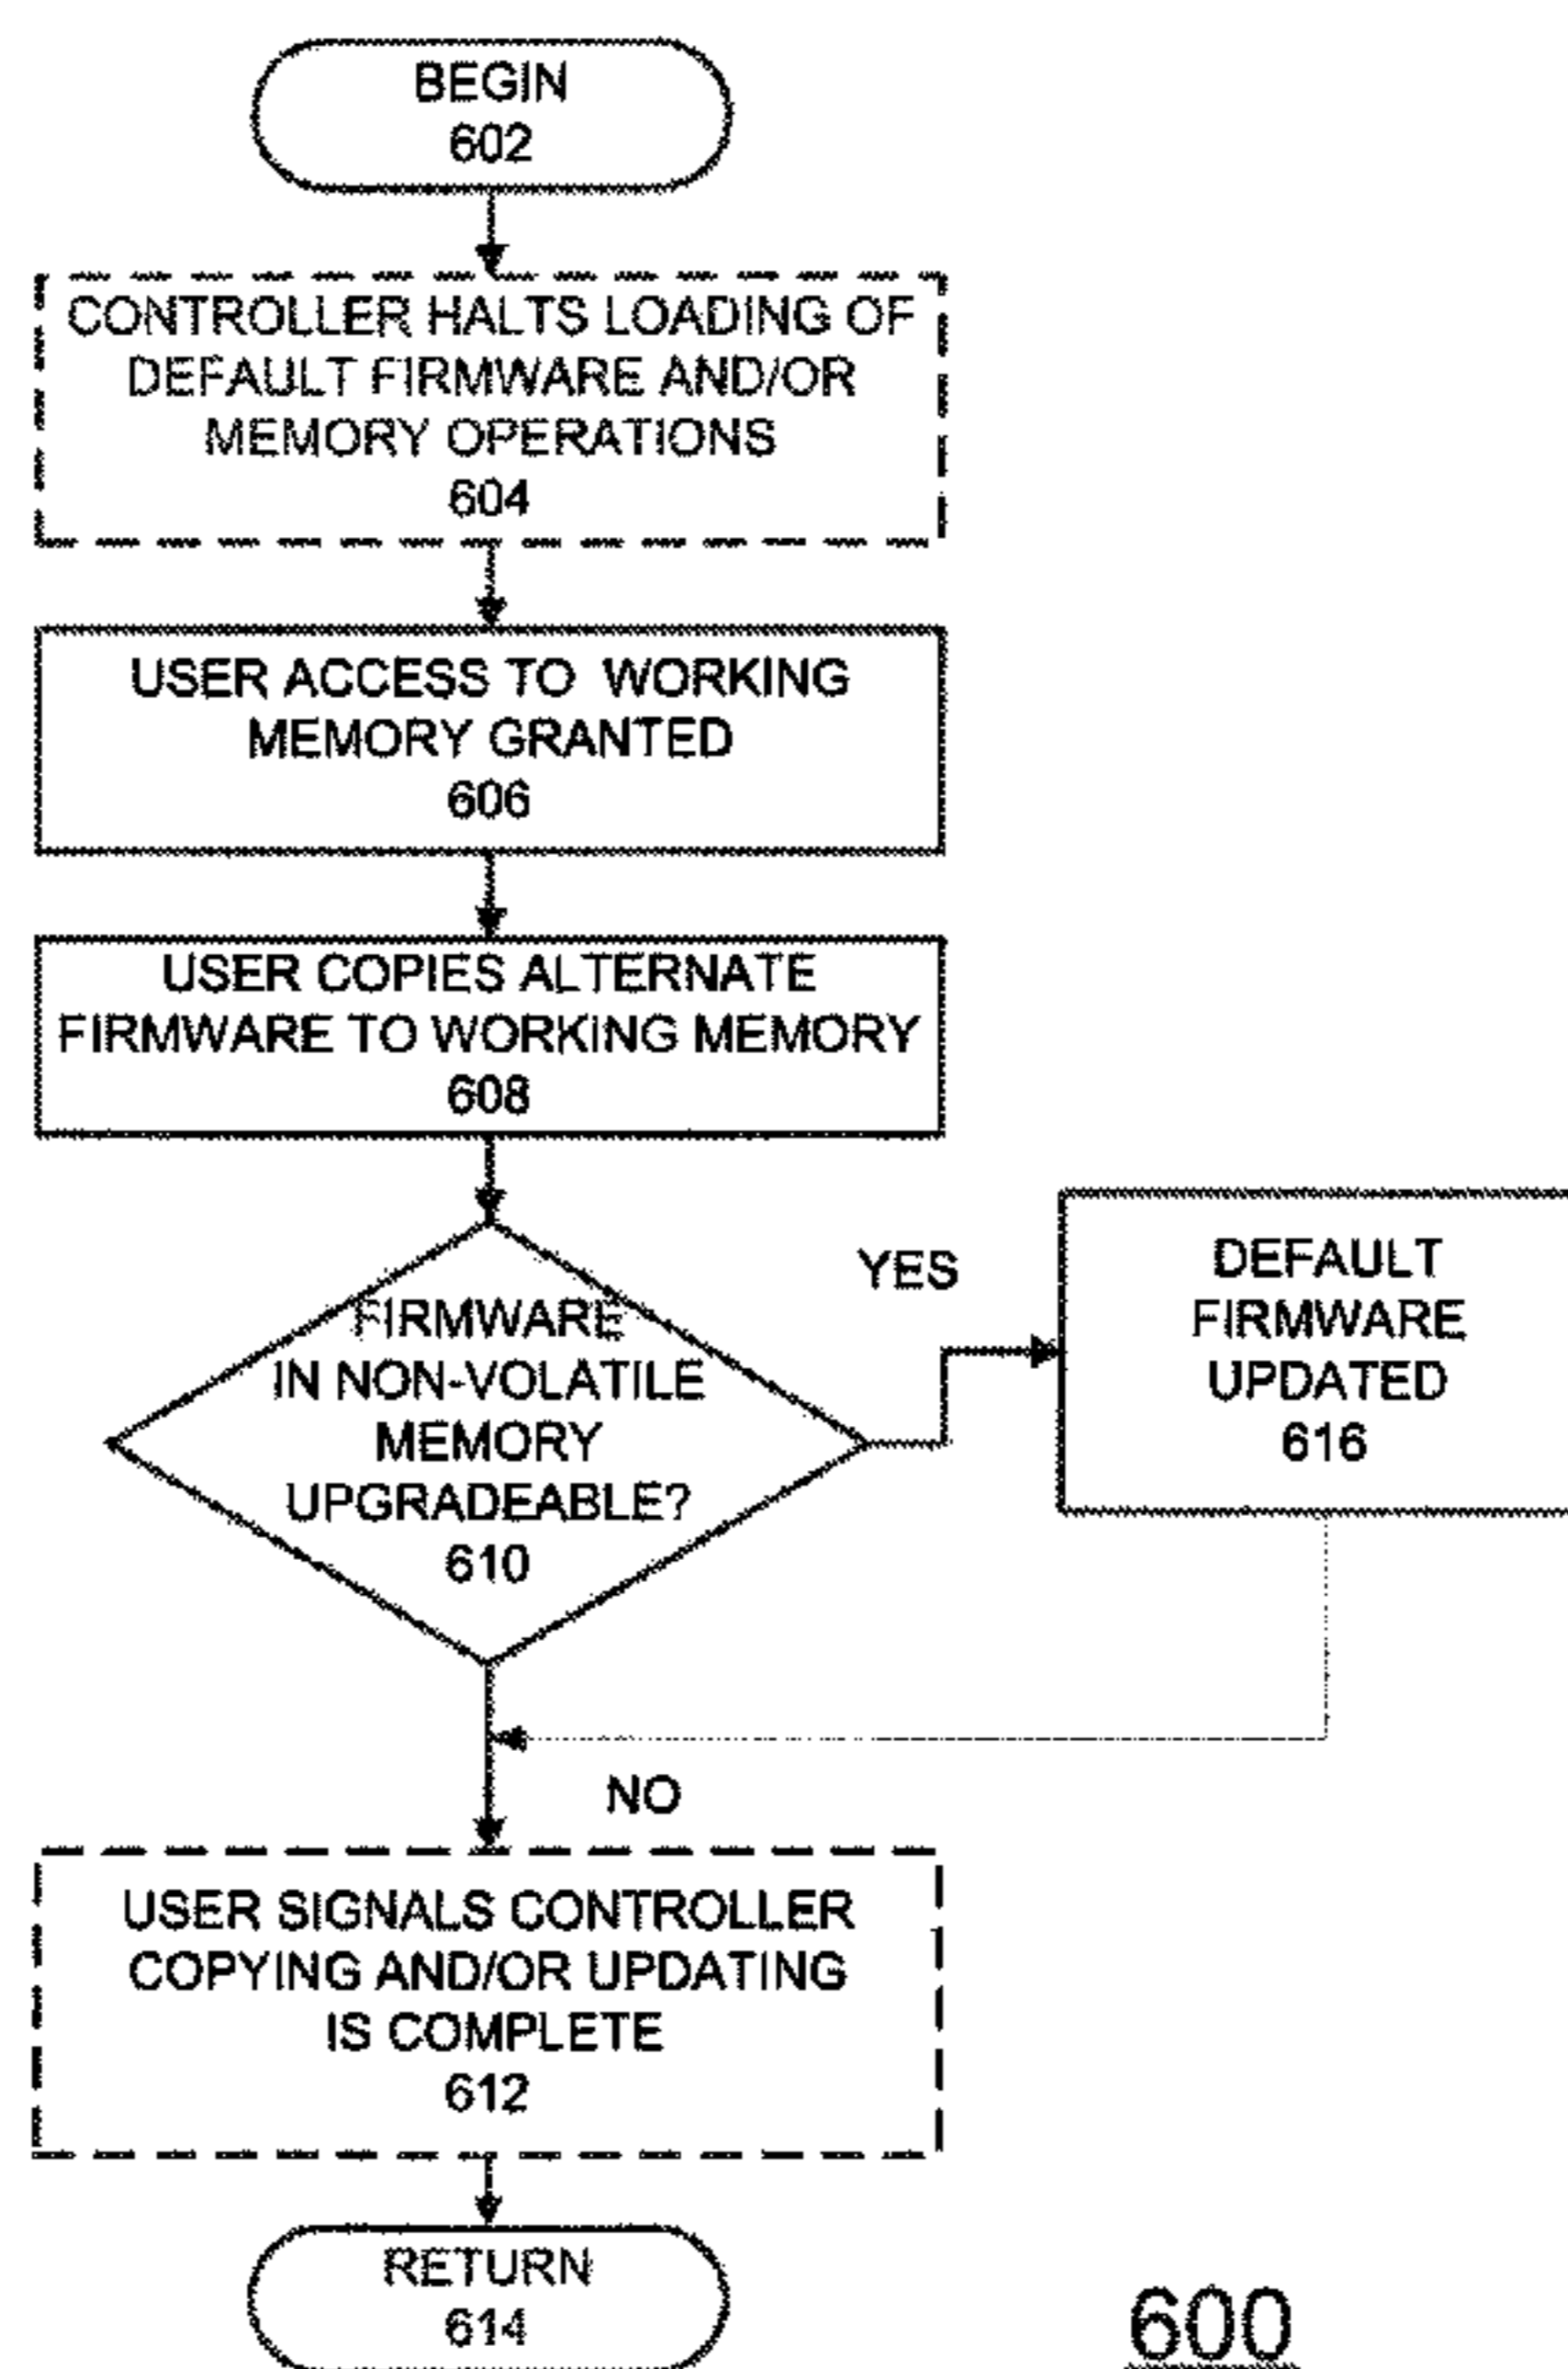 BEGIN
602
CONTROLLER HALTS LOADING OF
DEFAULT FIRMWARE AND/OR
MEMORY OPERATIONS
604
USER ACCESS TO WORKING
MEMORY GRANTED
606
USER COPIES ALTERNATE
FIRMWARE TO WORKING MEMORY
608
FIRMWARE
IN NON-VOLATILE
MEMORY
UPGRADEABLE?
610
YES
DEFAULT
FIRMWARE
UPDATED
616
NO
USER SIGNALS CONTROLLER
COPYING AND/OR UPDATING
IS COMPLETE
612
RETURN
614
600